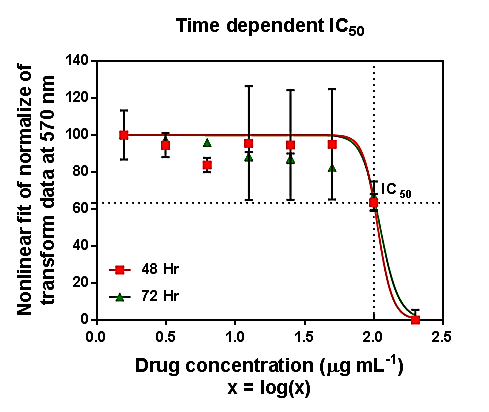 Time dependent IC50
Nonlinear fit of normalize of
transform data at 570 nm
140
120
100
80
60
40
20
0
IC 50
48 Hr
72 Hr
0.0 0.5 1.0 1.5 2.0 2.5
Drug concentration (μg mL-1)
x = log(x)